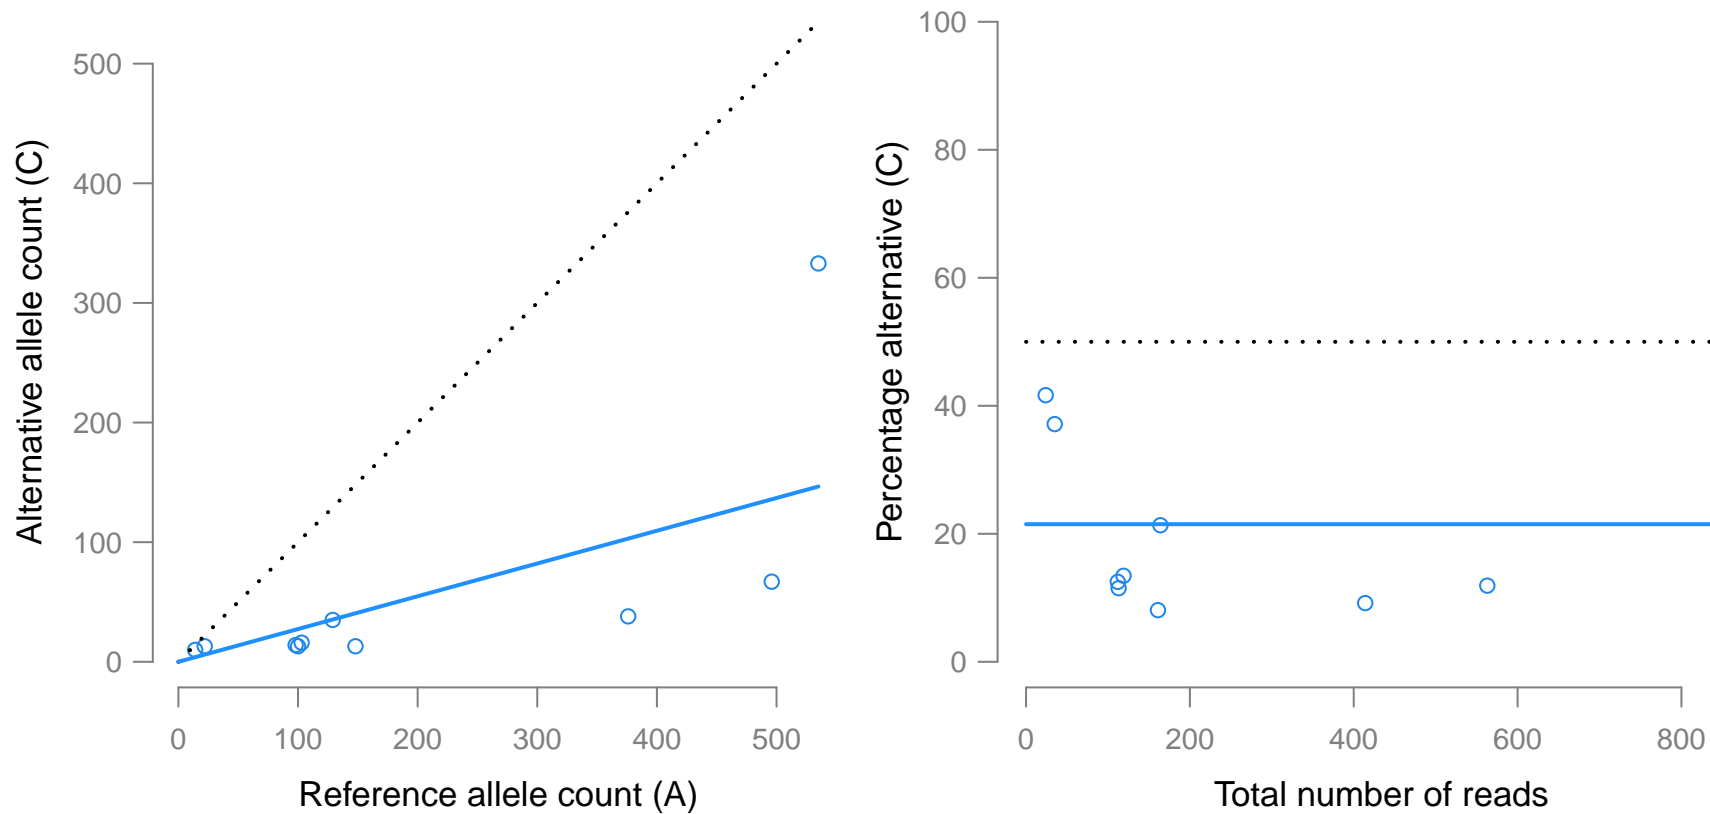 Alternative allele count (C)
500
400
300
200
100
0
0 100 200 300 400 500
Reference allele count (A)
Percentage alternative (C)
100
80
60
40
20
0
0 200 400 600 800
Total number of reads